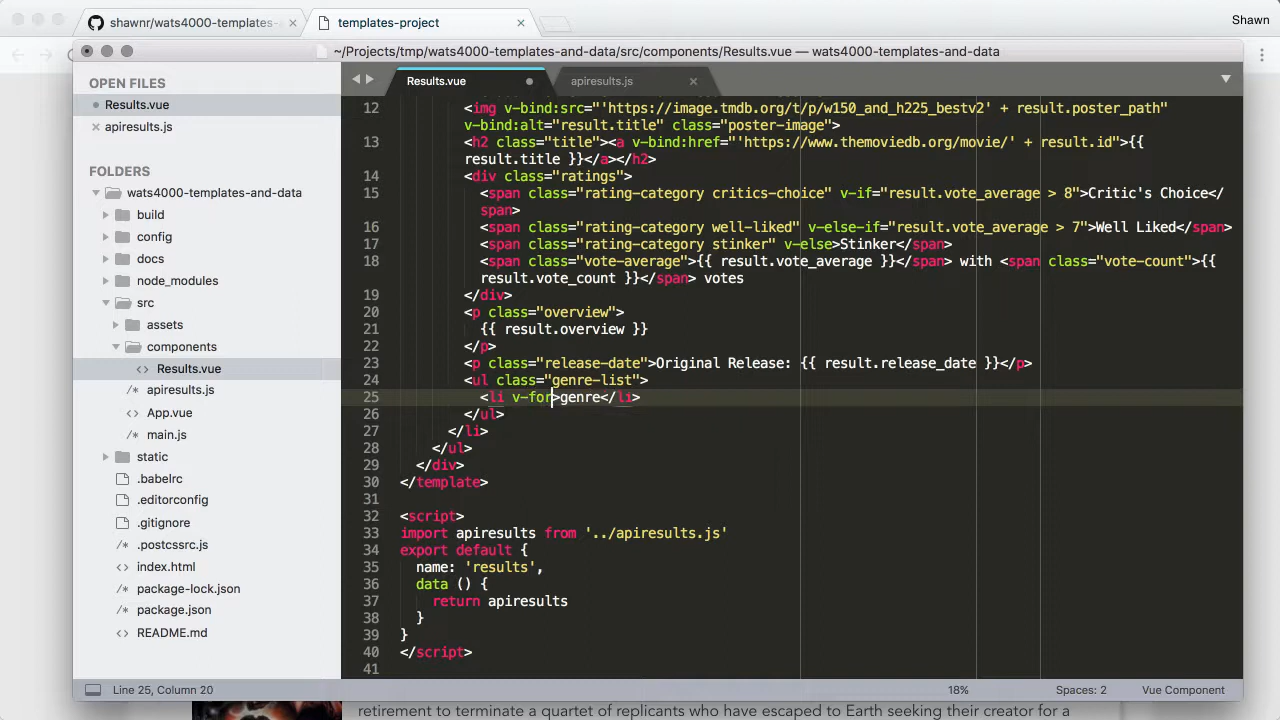 shawnr/wats4000-templates-
templates-project
Shawn
~/Projects/tmp/wats4000-templates-and-data/src/components/Results.vue — wats4000-templates-and-data
OPEN FILES
Results.vue
apiresults.js
FOLDERS
wats4000-templates-and-data
build
config
docs
node_modules
src
assets
components
Results.vue
apiresults.js
App.vue
main.js
static
.babelrc
.editorconfig
.gitignore
.postcssrc.js
index.html
package-lock.json
package.json
README.md
Results.vue
apiresults.js
12 <img v-bind:src="'https://image.tmdb.org/t/p/w150_and_h225_bestv2' + result.poster_path"
v-bind:alt="result.title" class="poster-image">
13 <h2 class="title"><a v-bind:href="'https://www.themoviedb.org/movie/' + result.id">{{
result.title }}</a></h2>
14 <div class="ratings">
15 <span class="rating-category critics-choice" v-if="result.vote_average > 8">Critic's Choice</
span>
16 <span class="rating-category well-liked" v-else-if="result.vote_average > 7">Well Liked</span>
17 <span class="rating-category stinker" v-else>Stinker</span>
18 <span class="vote-average">{{ result.vote_average }}</span> with <span class="vote-count">{{
result.vote_count }}</span> votes
19 </div>
20 <p class="overview">
21 {{ result.overview }}
22 </p>
23 <p class="release-date">Original Release: {{ result.release_date }}</p>
24 <ul class="genre-list">
25 <li v-for>genre</li>
26 </ul>
27 </li>
28 </ul>
29 </div>
30 </template>
31
32 <script>
33 import apiresults from '../apiresults.js'
34 export default {
35 name: 'results',
36 data () {
37 return apiresults
38 }
39 }
40 </script>
41
Line 25, Column 20
18%
Spaces: 2
Vue Component
retirement to terminate a quartet of replicants who have escaped to Earth seeking their creator for a